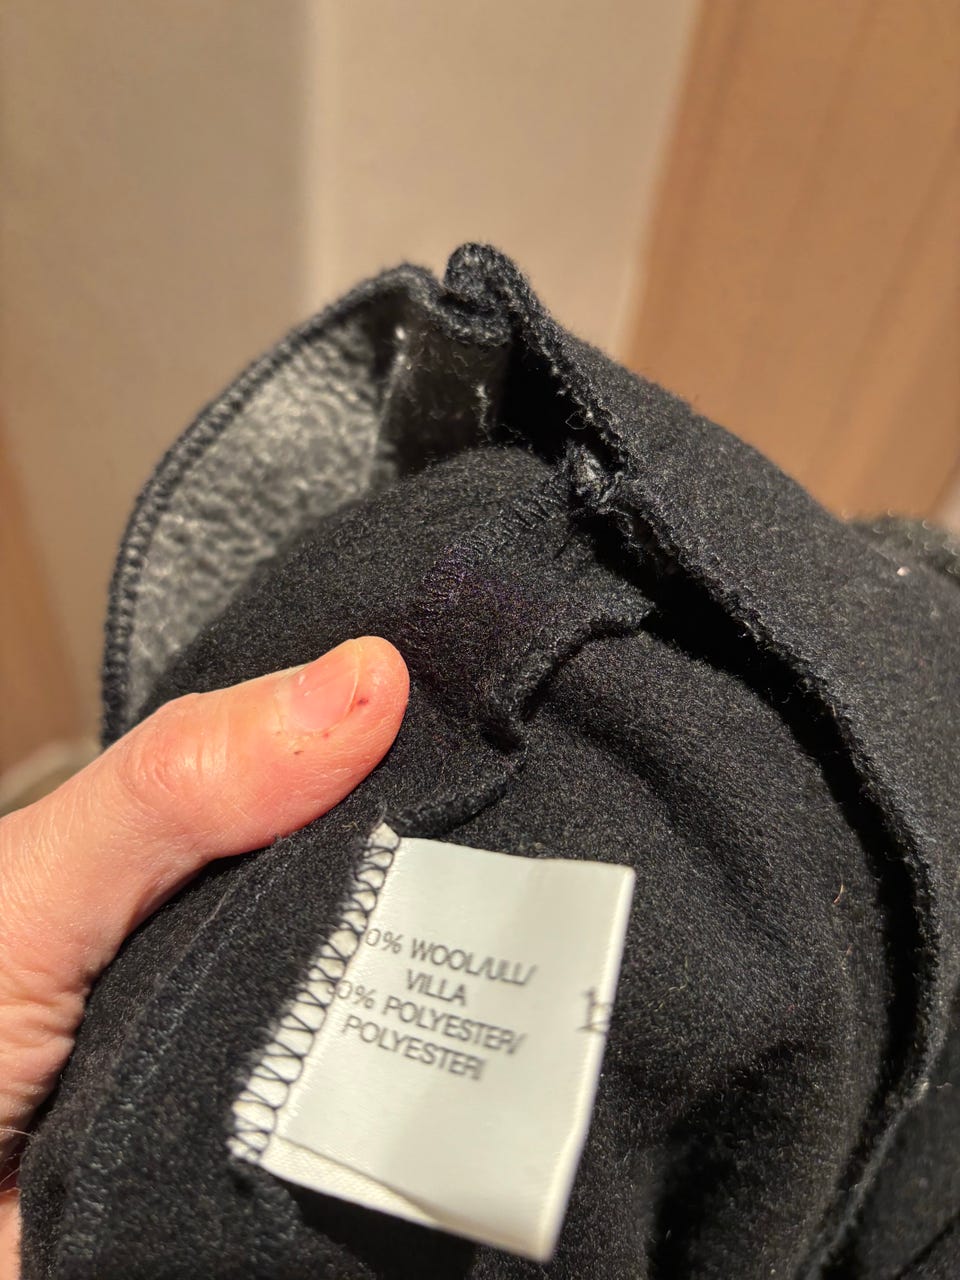 0% WOOL/ULL/
VILLA
0% POLYESTER/
POLYESTERI